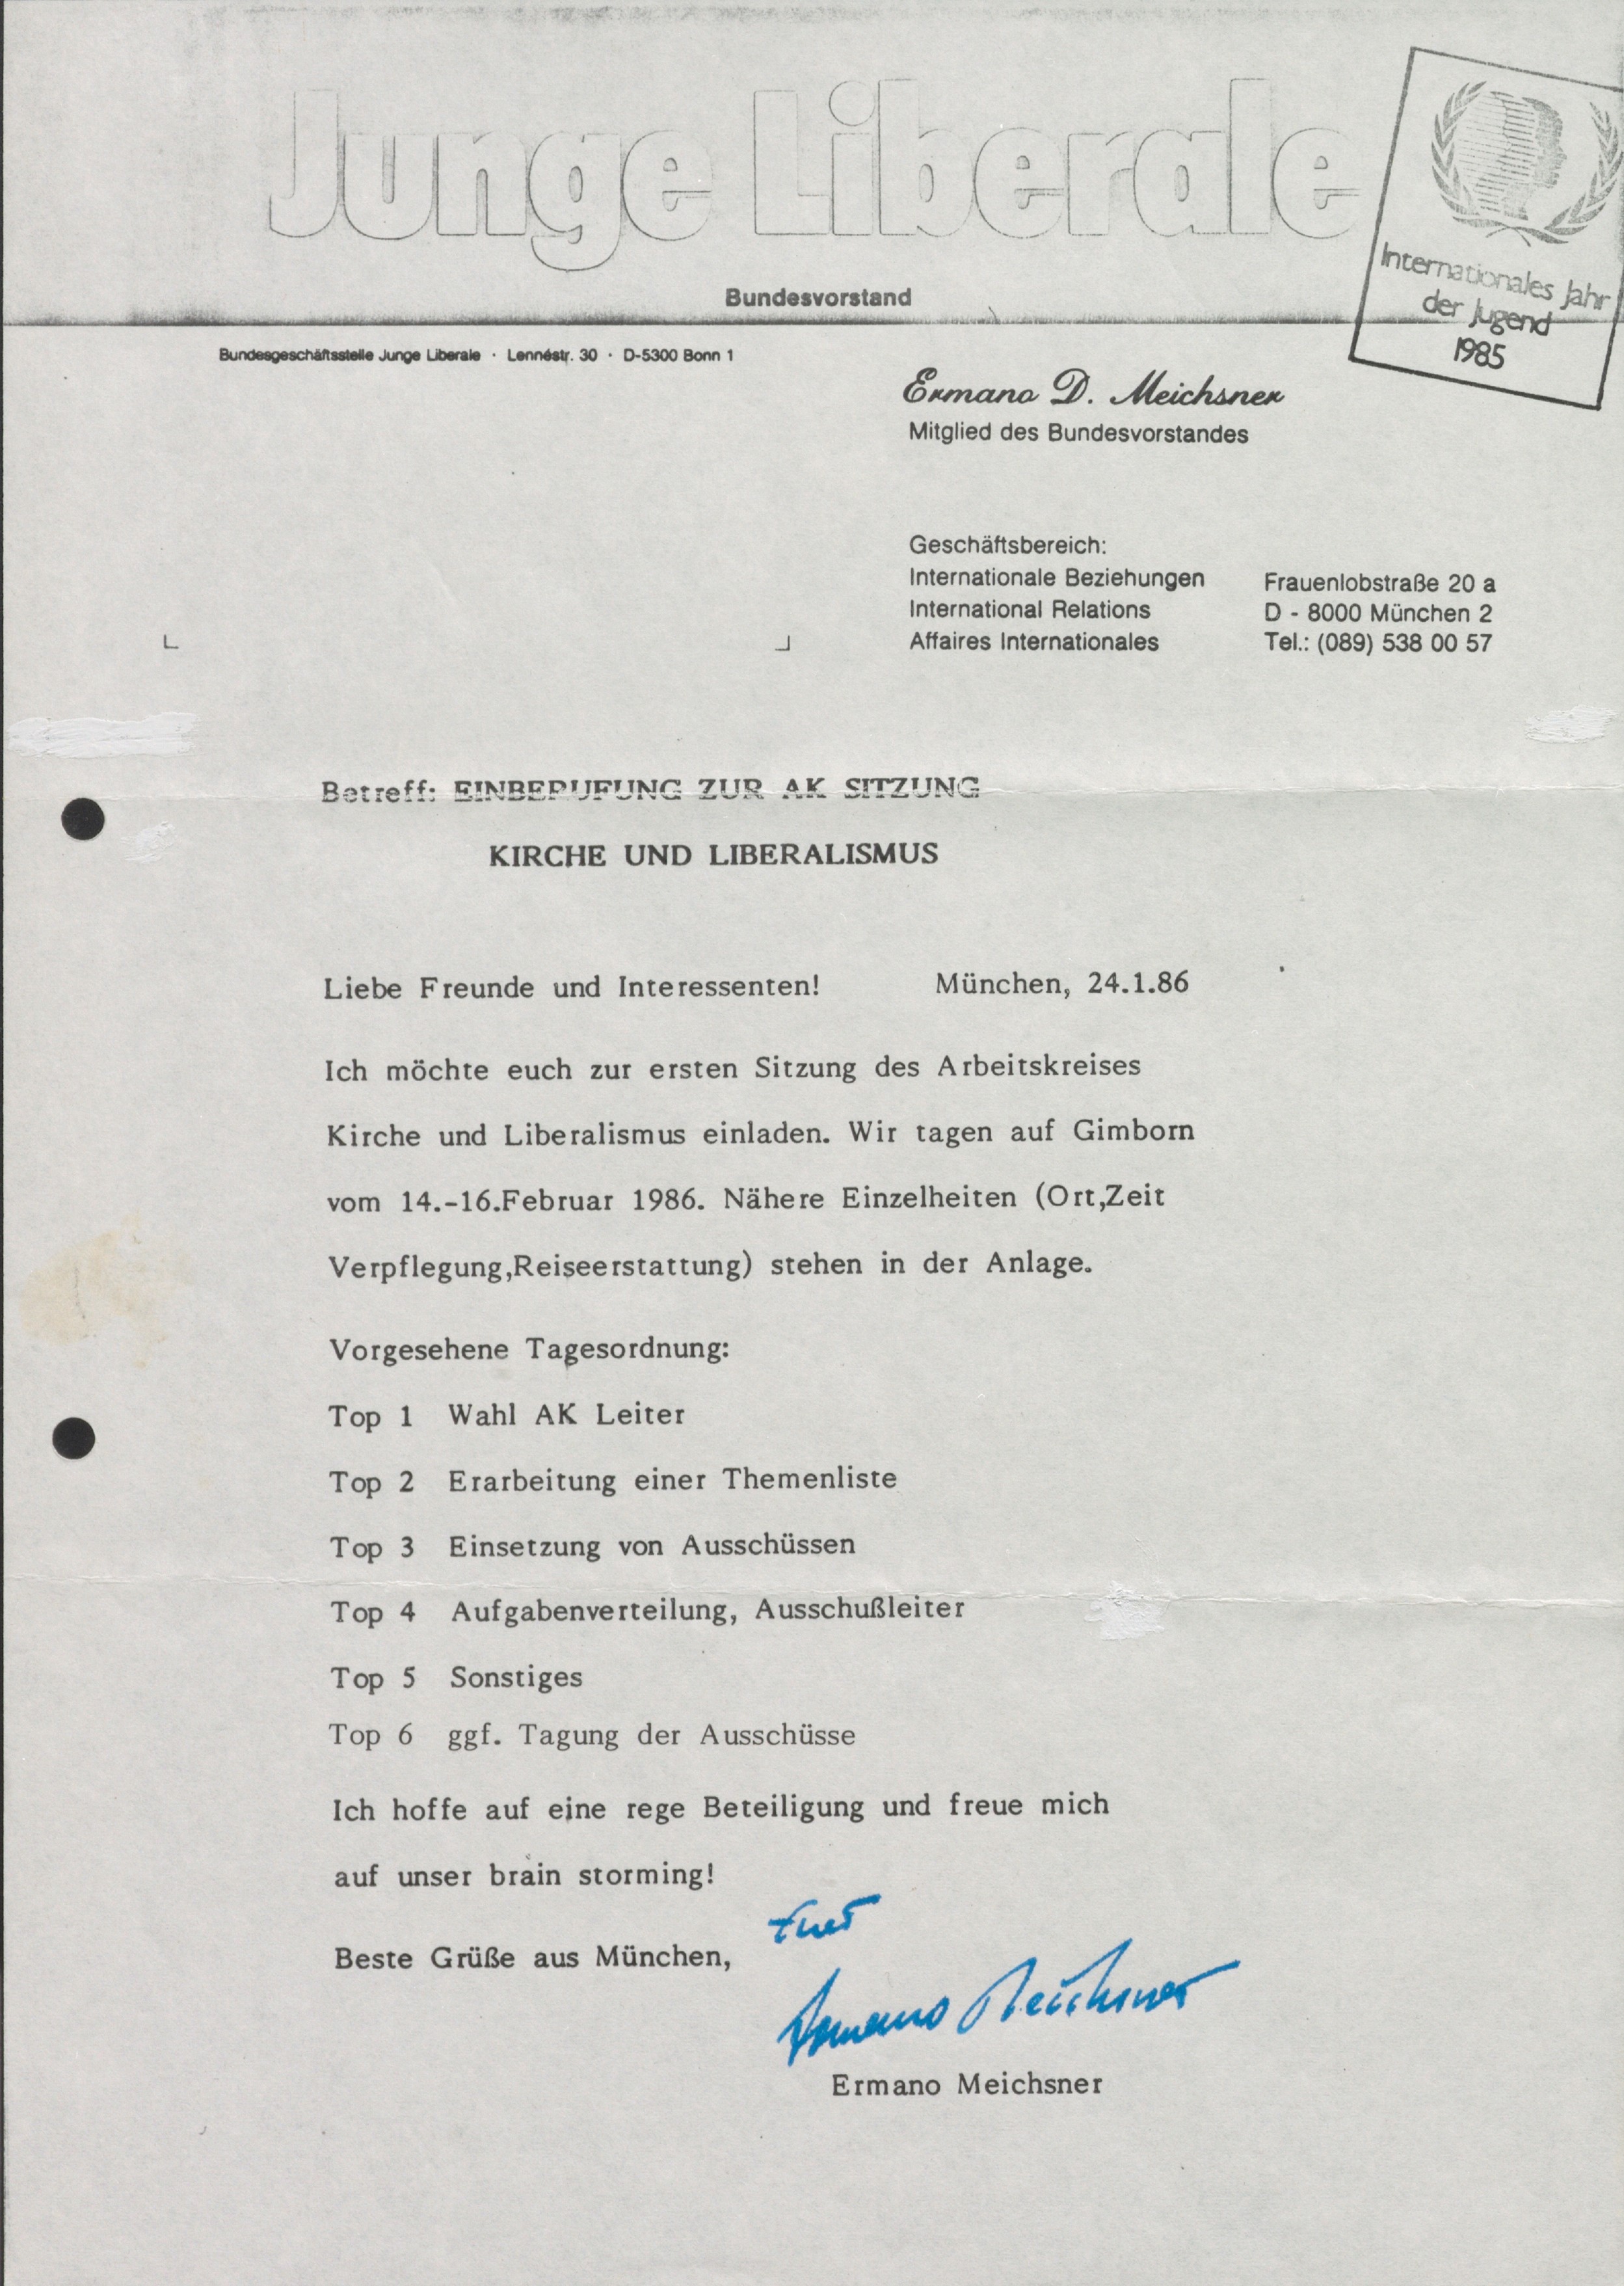 Junge Liberale
Internationales Jahr
der Jugend
1985
Bundesvorstand
Bundesgeschäftsstelle Junge Liberale · Lennéstr. 30 · D-5300 Bonn 1
Ermano D. Meichsner
Mitglied des Bundesvorstandes
Geschäftsbereich:
Internationale Beziehungen
International Relations
Affaires Internationales
Frauenlobstraße 20 a
D - 8000 München 2
Tel.: (089) 538 00 57
Betreff: EINBERUFUNG ZUR AK SITZUNG
KIRCHE UND LIBERALISMUS
Liebe Freunde und Interessenten! München, 24.1.86
Ich möchte euch zur ersten Sitzung des Arbeitskreises
Kirche und Liberalismus einladen. Wir tagen auf Gimborn
vom 14.-16.Februar 1986. Nähere Einzelheiten (Ort,Zeit
Verpflegung,Reiseerstattung) stehen in der Anlage.
Vorgesehene Tagesordnung:
Top 1 Wahl AK Leiter
Top 2 Erarbeitung einer Themenliste
Top 3 Einsetzung von Ausschüssen
Top 4 Aufgabenverteilung, Ausschußleiter
Top 5 Sonstiges
Top 6 ggf. Tagung der Ausschüsse
Ich hoffe auf eine rege Beteiligung und freue mich
auf unser brain storming!
Euer
Beste Grüße aus München,
Ermano Meichsner
Ermano Meichsner